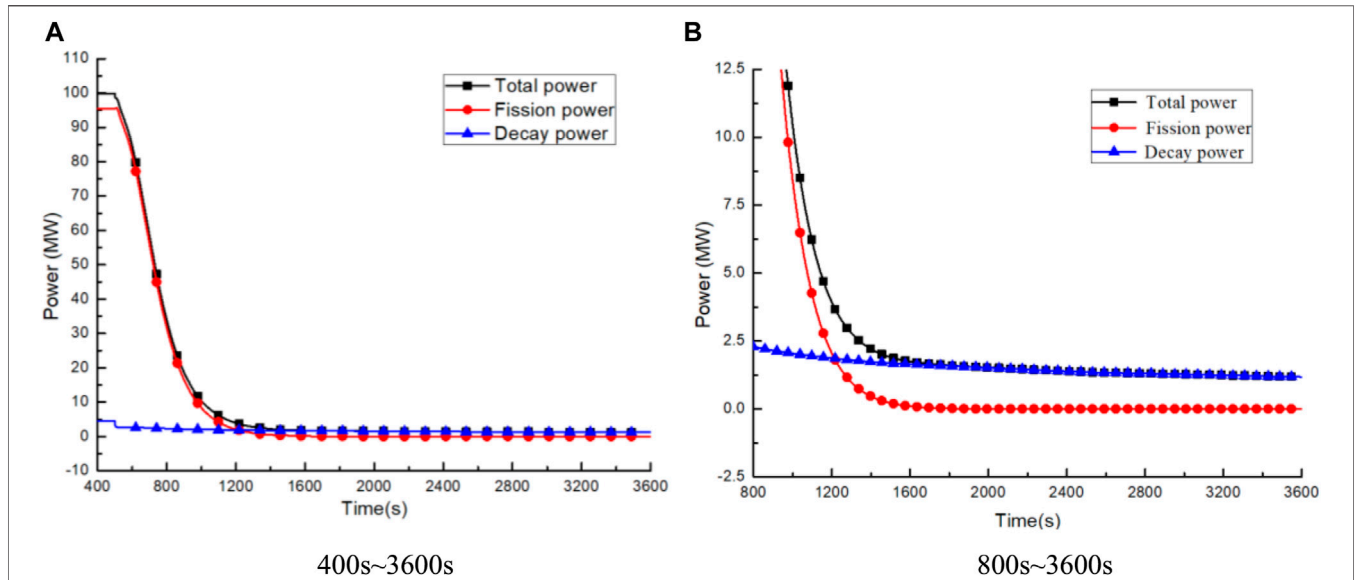 A
110
100
90
80
70
60
50
40
30
20
10
0
-10
Power (MW)
400 800 1200 1600 2000 2400 2800 3200 3600
Time(s)
Total power
Fission power
Decay power
400s~3600s
B
12.5
10.0
7.5
5.0
2.5
0.0
-2.5
Power (MW)
800 1200 1600 2000 2400 2800 3200 3600
Time(s)
Total power
Fission power
Decay power
800s~3600s